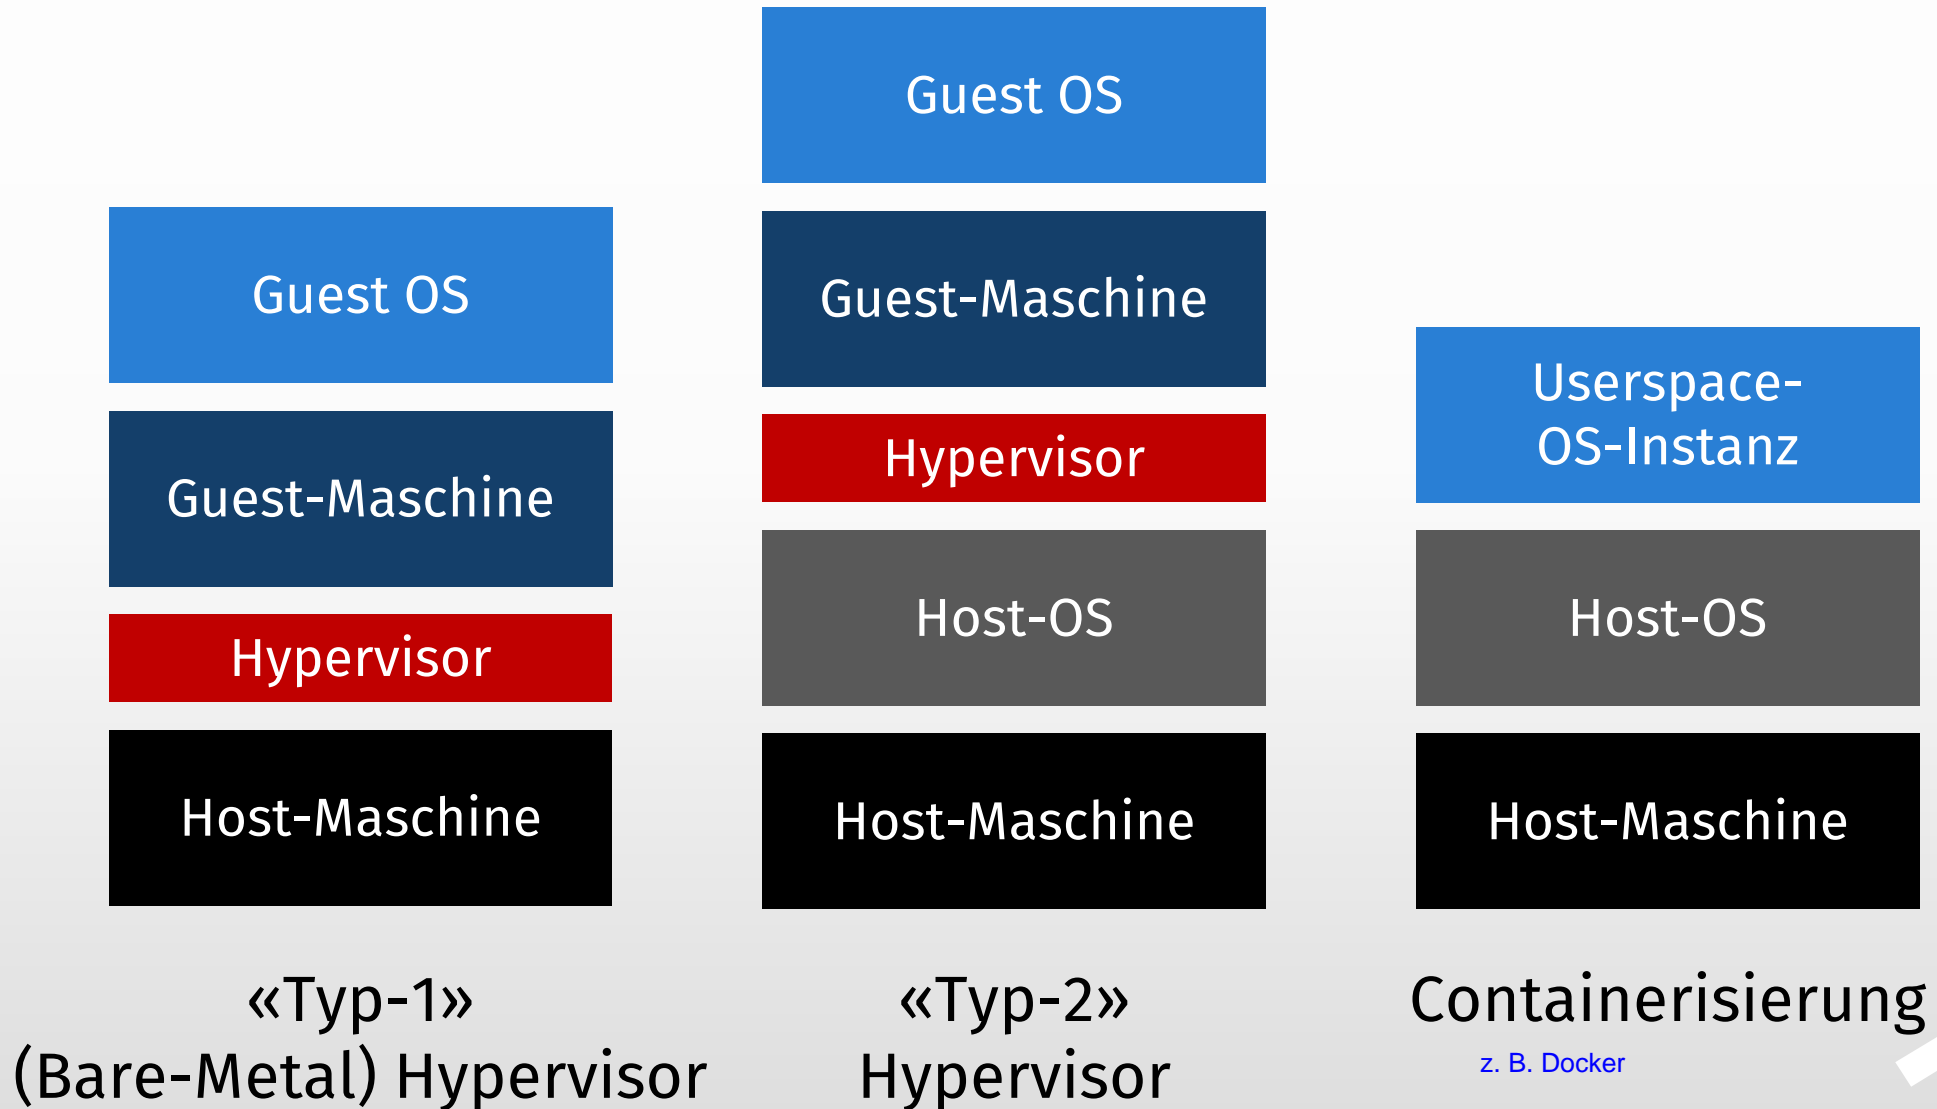 Guest OS
Guest-Maschine
Hypervisor
Host-Maschine
«Typ-1»
(Bare-Metal) Hypervisor
Guest OS
Guest-Maschine
Hypervisor
Host-OS
Host-Maschine
«Typ-2»
Hypervisor
Userspace-
OS-Instanz
Host-OS
Host-Maschine
Containerisierung
z. B. Docker